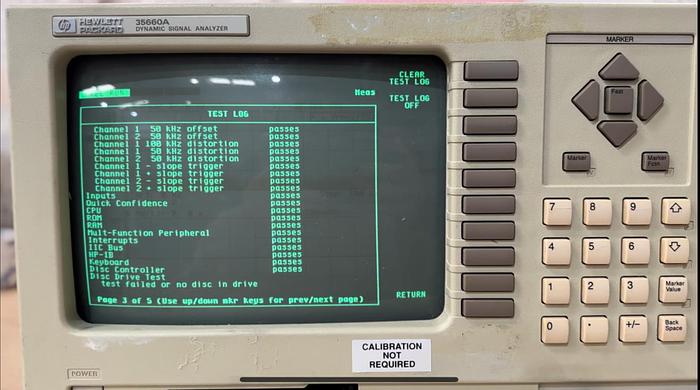 hp HEWLETT PACKARD 35660A
DYNAMIC SIGNAL ANALYZER
CLEAR
TEST LOG
Meas
TEST LOG
OFF
TEST LOG
Channel 1 50 kHz offset passes
Channel 2 50 kHz offset passes
Channel 1 100 kHz distortion passes
Channel 1 50 kHz distortion passes
Channel 2 50 kHz distortion passes
Channel 1 - slope trigger passes
Channel 1 + slope trigger passes
Channel 2 - slope trigger passes
Channel 2 + slope trigger passes
Inputs passes
Quick Confidence passes
CPU passes
ROM passes
RAM passes
Mult-Function Peripheral passes
Interrupts passes
IIC Bus passes
HP-IB passes
Keyboard passes
Disc Controller passes
Disc Drive Test
test failed or no disc in drive
Page 3 of 5 (Use up/down mkr keys for prev/next page)
RETURN
MARKER
Fast
Marker
Marker Fctn
7 8 9
4 5 6
1 2 3 Marker Value
0 . +/- Back Space
CALIBRATION
NOT
REQUIRED
POWER